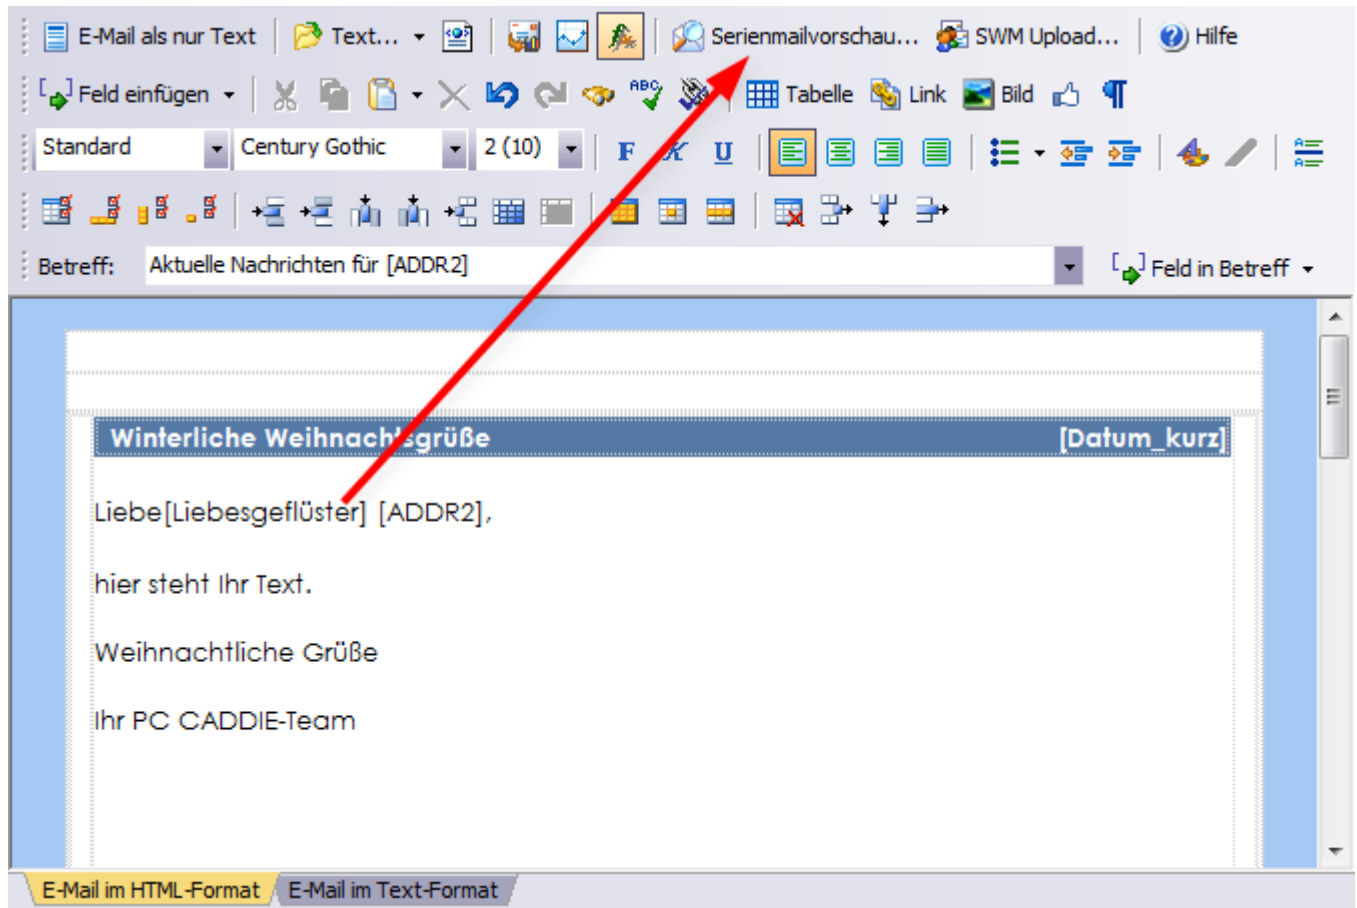 E-Mail als nur Text Text... Serienmailvorschau... SWM Upload... Hilfe
Feld einfügen ABC Tabelle Link Bild
Standard Century Gothic 2 (10) F K U
Betreff: Aktuelle Nachrichten für [ADDR2] Feld in Betreff
Winterliche Weihnachtsgrüße [Datum_kurz]
Liebe[Liebesgeflüster] [ADDR2],
hier steht Ihr Text.
Weihnachtliche Grüße
Ihr PC CADDIE-Team
E-Mail im HTML-Format E-Mail im Text-Format